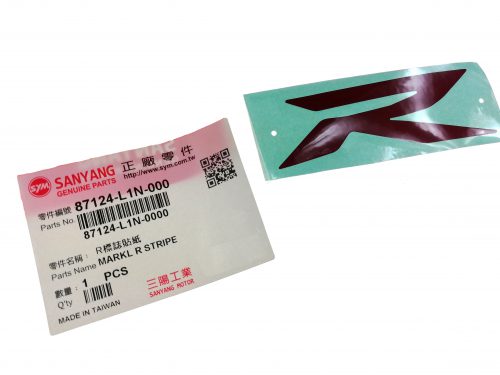 SYM
SANYANG
GENUINE PARTS
正廠零件
http://www.sym.com.tw
零件編號 87124-L1N-000
Parts No.
87124-L1N-0000
零件名稱： R標誌貼紙
Parts Name MARKL R STRIPE
數量： 1 PCS
Q'ty
三陽工業
SANYANG MOTOR
MADE IN TAIWAN
R